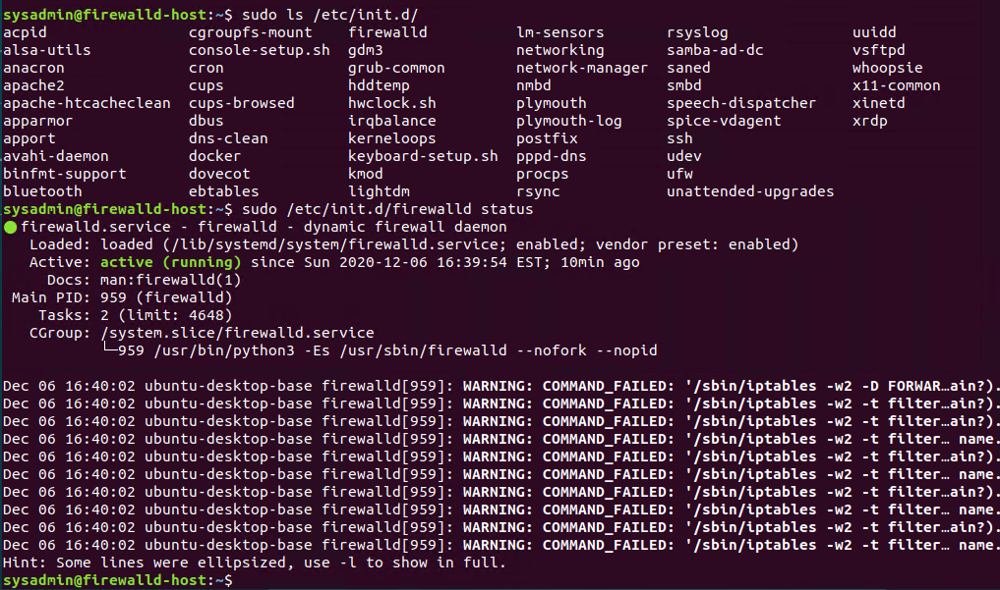 sysadmin@firewalld-host:~$ sudo ls /etc/init.d/
acpid cgroupfs-mount firewalld lm-sensors rsyslog uuidd
alsa-utils console-setup.sh gdm3 networking samba-ad-dc vsftpd
anacron cron grub-common network-manager saned whoopsie
apache2 cups hddtemp nmbd smbd x11-common
apache-htcacheclean cups-browsed hwclock.sh plymouth speech-dispatcher xinetd
apparmor dbus irqbalance plymouth-log spice-vdagent xrdp
apport dns-clean kerneloops postfix ssh
avahi-daemon docker keyboard-setup.sh pppd-dns udev
binfmt-support dovecot kmod procps ufw
bluetooth ebtables lightdm rsync unattended-upgrades
sysadmin@firewalld-host:~$ sudo /etc/init.d/firewalld status
● firewalld.service - firewalld - dynamic firewall daemon
Loaded: loaded (/lib/systemd/system/firewalld.service; enabled; vendor preset: enabled)
Active: active (running) since Sun 2020-12-06 16:39:54 EST; 10min ago
Docs: man:firewalld(1)
Main PID: 959 (firewalld)
Tasks: 2 (limit: 4648)
CGroup: /system.slice/firewalld.service
└─959 /usr/bin/python3 -Es /usr/sbin/firewalld --nofork --nopid
Dec 06 16:40:02 ubuntu-desktop-base firewalld[959]: WARNING: COMMAND_FAILED: '/sbin/iptables -w2 -D FORWAR…ain?).
Dec 06 16:40:02 ubuntu-desktop-base firewalld[959]: WARNING: COMMAND_FAILED: '/sbin/iptables -w2 -t filter…ain?).
Dec 06 16:40:02 ubuntu-desktop-base firewalld[959]: WARNING: COMMAND_FAILED: '/sbin/iptables -w2 -t filter…ain?).
Dec 06 16:40:02 ubuntu-desktop-base firewalld[959]: WARNING: COMMAND_FAILED: '/sbin/iptables -w2 -t filter… name.
Dec 06 16:40:02 ubuntu-desktop-base firewalld[959]: WARNING: COMMAND_FAILED: '/sbin/iptables -w2 -t filter…ain?).
Dec 06 16:40:02 ubuntu-desktop-base firewalld[959]: WARNING: COMMAND_FAILED: '/sbin/iptables -w2 -t filter… name.
Dec 06 16:40:02 ubuntu-desktop-base firewalld[959]: WARNING: COMMAND_FAILED: '/sbin/iptables -w2 -t filter…ain?).
Dec 06 16:40:02 ubuntu-desktop-base firewalld[959]: WARNING: COMMAND_FAILED: '/sbin/iptables -w2 -t filter… name.
Dec 06 16:40:02 ubuntu-desktop-base firewalld[959]: WARNING: COMMAND_FAILED: '/sbin/iptables -w2 -t filter…ain?).
Dec 06 16:40:02 ubuntu-desktop-base firewalld[959]: WARNING: COMMAND_FAILED: '/sbin/iptables -w2 -t filter… name.
Hint: Some lines were ellipsized, use -l to show in full.
sysadmin@firewalld-host:~$